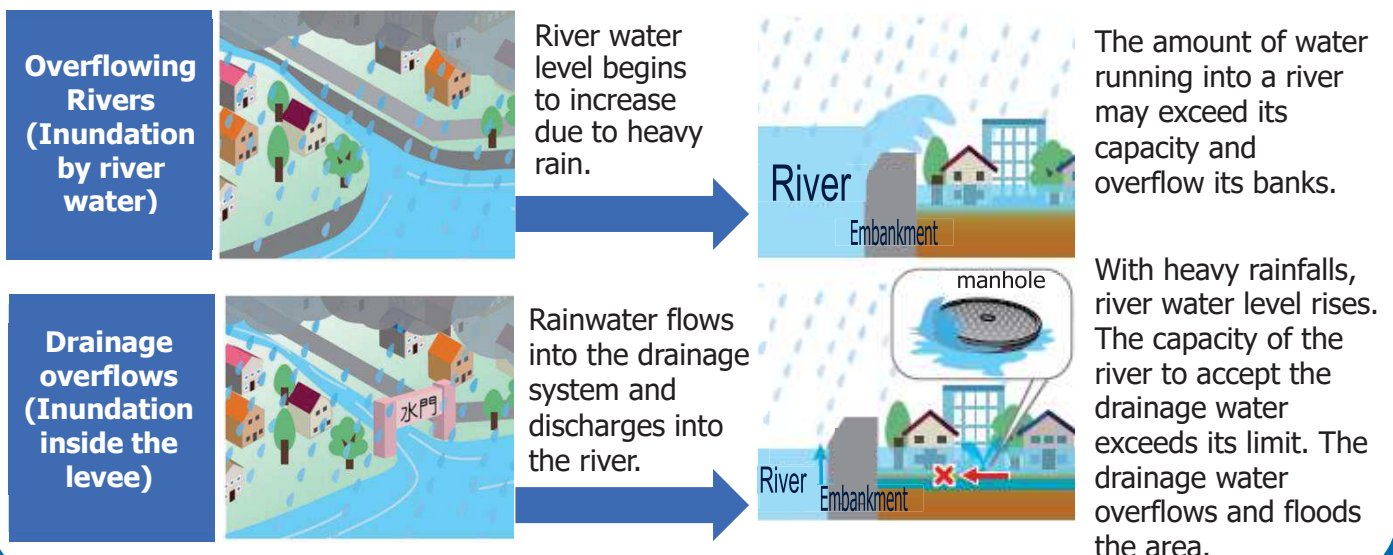 Overflowing
Rivers
(Inundation
by river
water)
River water
level begins
to increase
due to heavy
rain.
River
Embankment
The amount of water
running into a river
may exceed its
capacity and
overflow its banks.
Drainage
overflows
(Inundation
inside the
levee)
水門
Rainwater flows
into the drainage
system and
discharges into
the river.
manhole
River
Embankment
With heavy rainfalls,
river water level rises.
The capacity of the
river to accept the
drainage water
exceeds its limit. The
drainage water
overflows and floods
the area.